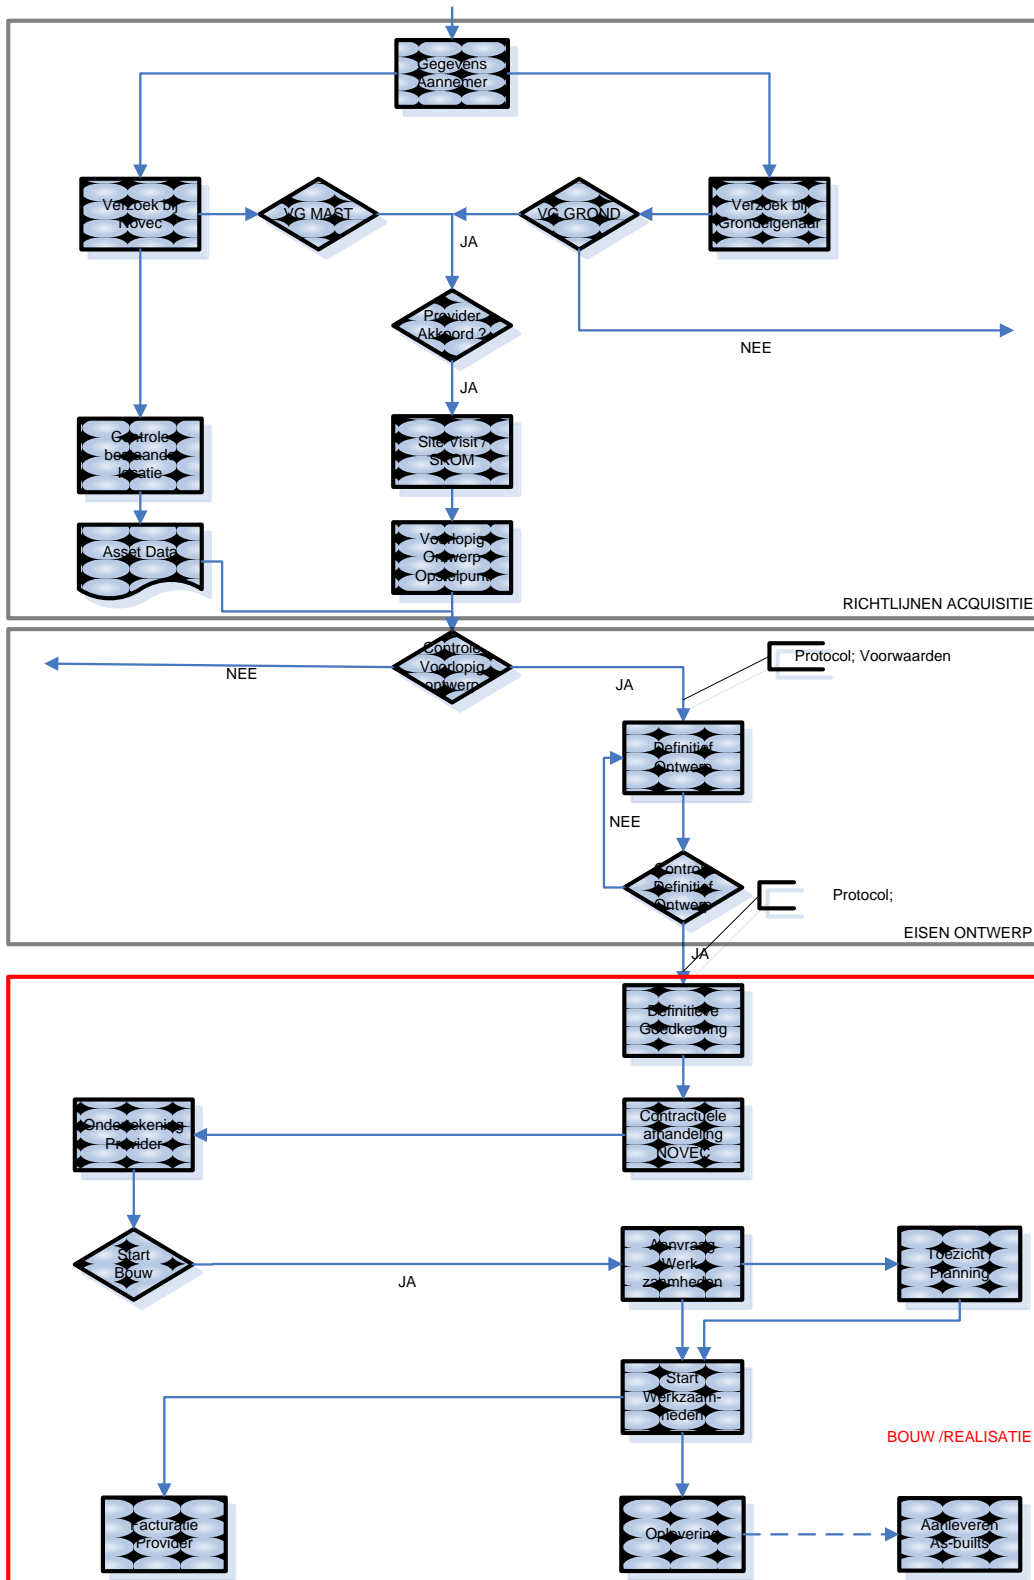 Gegevens
Aannemer
Verzoek bij
Novec
VG MAST
VG GROND
Verzoek bij
Grondeigenaar
JA
Provider
Akkoord ?
NEE
JA
Controle
bestaande
locatie
Site Visit /
SROM
Asset Data
Voorlopig
Ontwerp
Opstelpunt
RICHTLIJNEN ACQUISITIE
Controle
Voorlopig
ontwerp
NEE
JA
Protocol; Voorwaarden
Definitief
Ontwerp
NEE
Controle
Definitief
Ontwerp
Protocol;
EISEN ONTWERP
JA
Definitieve
Goedkeuring
Ondertekening
Provider
Contractuele
afhandeling
NOVEC
Start
Bouw
JA
Aanvraag
Werk
zaamheden
Toezicht /
Planning
Start
Werkzaam-
heden
BOUW /REALISATIE
Facturatie
Provider
Oplevering
Aanleveren
As-builts